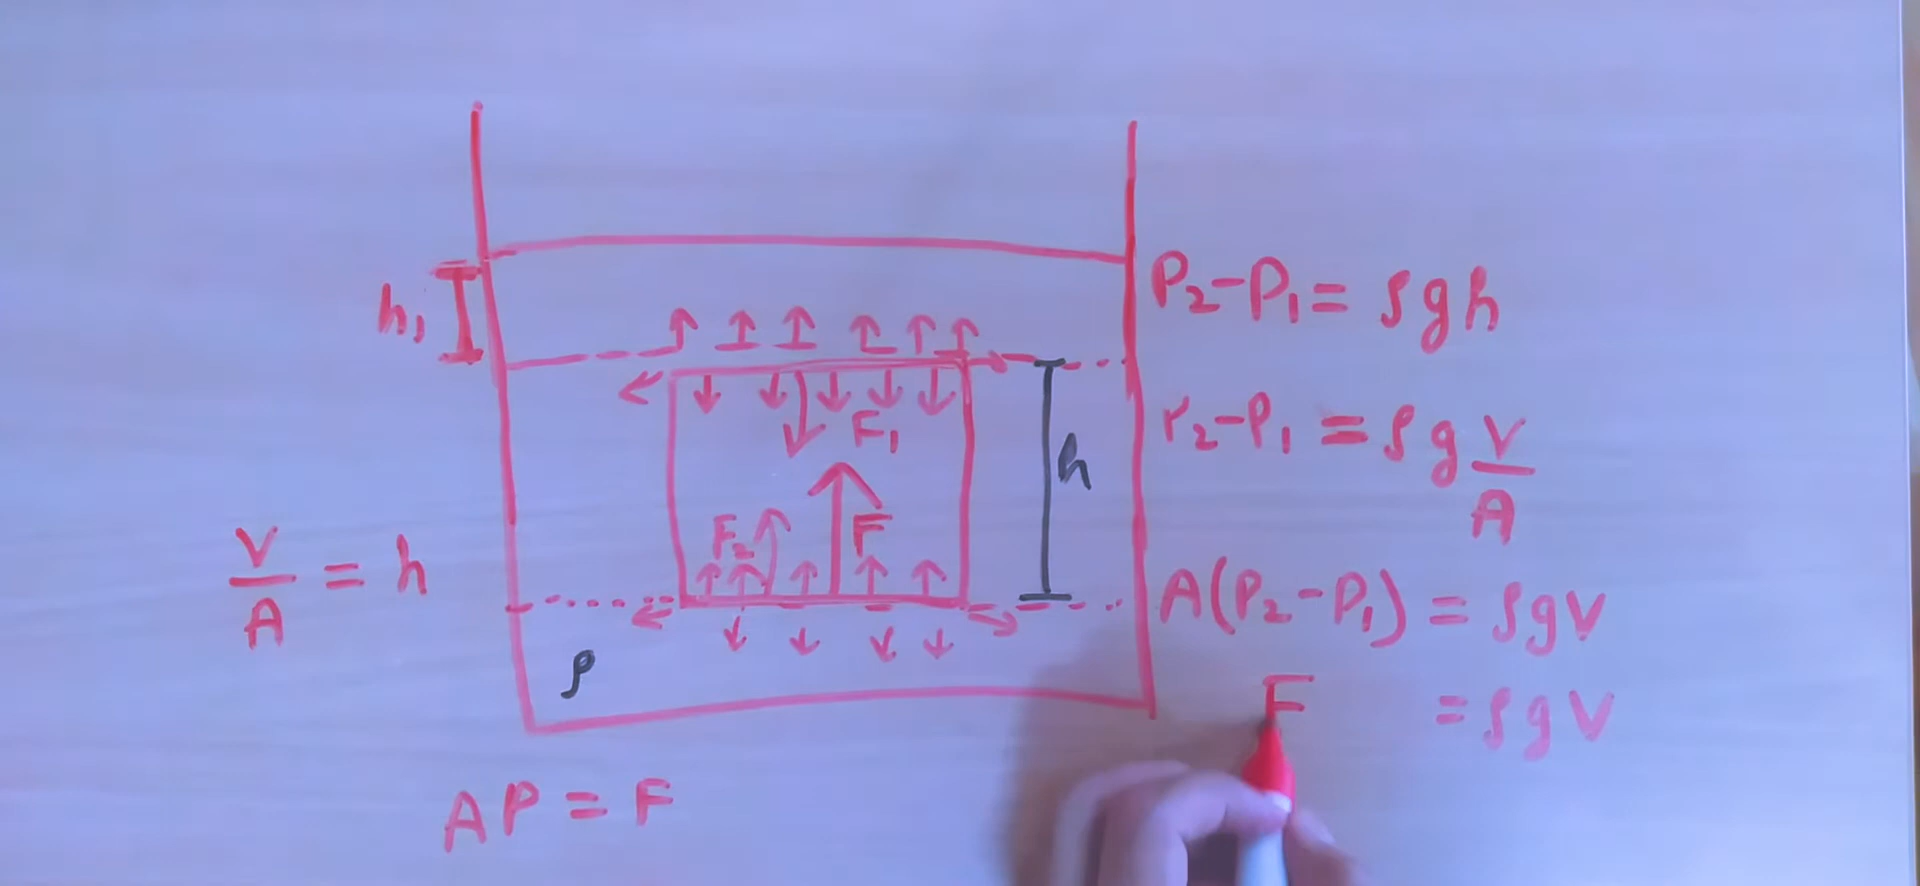 P₂-P₁ = ρgh
h₁
F₁
P₂-P₁ = ρg V/A
h
F₂
F
V/A = h
A(P₂-P₁) = ρgV
ρ
F = ρgV
AP = F